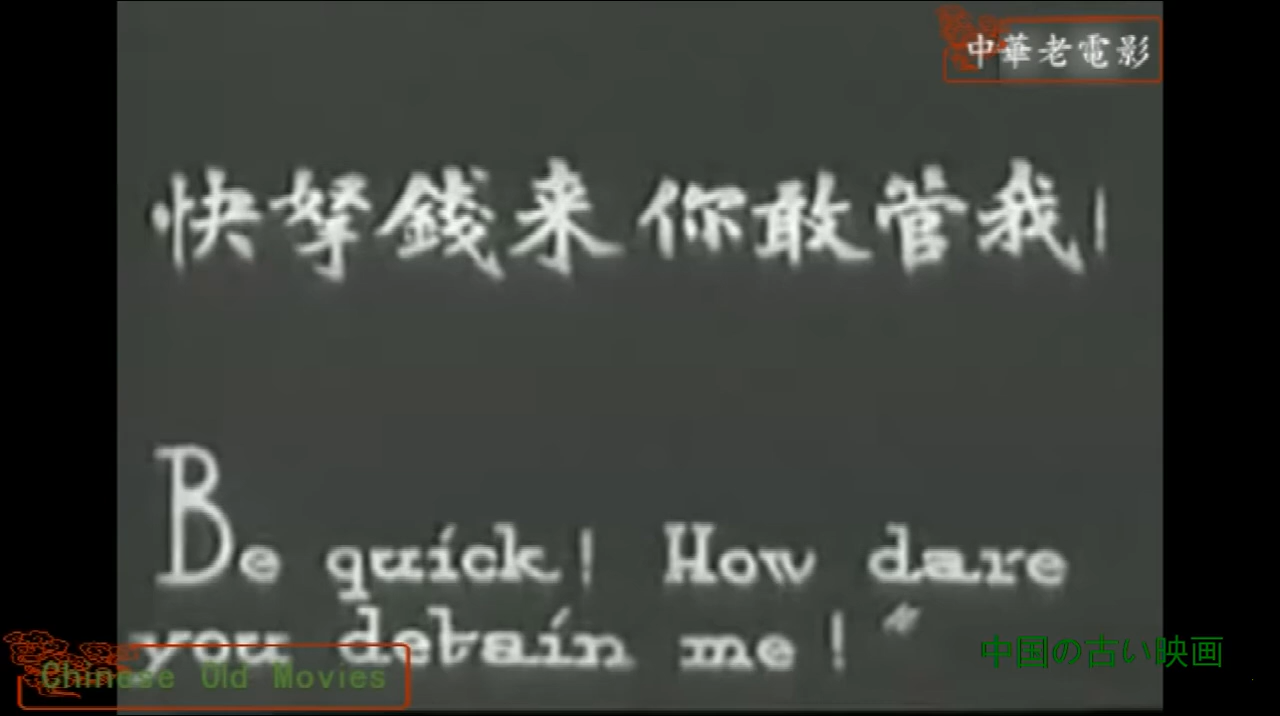 中華老電影
快拏錢来 你敢管我!
Be quick! How dare
you detain me!"
中国の古い映画
Chinese Old Movies